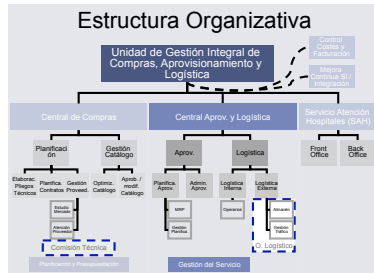 Estructura Organizativa
Unidad de Gestión Integral de
Compras, Aprovisionamiento y
Logística
Control
Costes y
Facturación
Mejora
Continua SI /
Integración
Central de Compras
Central Aprov. y Logística
Servicio Atención
Hospitales (SAH)
Planificaci
ón
Gestión
Catálogo
Aprov.
Logística
Front
Office
Back
Office
Elaborac.
Pliegos
Técnicos
Planifica.
Contratos
Gestión
Proveed.
Optimiz.
Catálogo
Aprob. /
modif.
Catálogo
Planifica.
Aprov.
Admin.
Aprov.
Logística
Interna
Logística
Externa
Estudio
Mercado
Atención
Proveedor
MRP
Gestión
Plantilla
Operarios
Almacén
Gestión
Tráfico
Comisión Técnica
O. Logístico
Planificación y Presupuestación
Gestión del Servicio